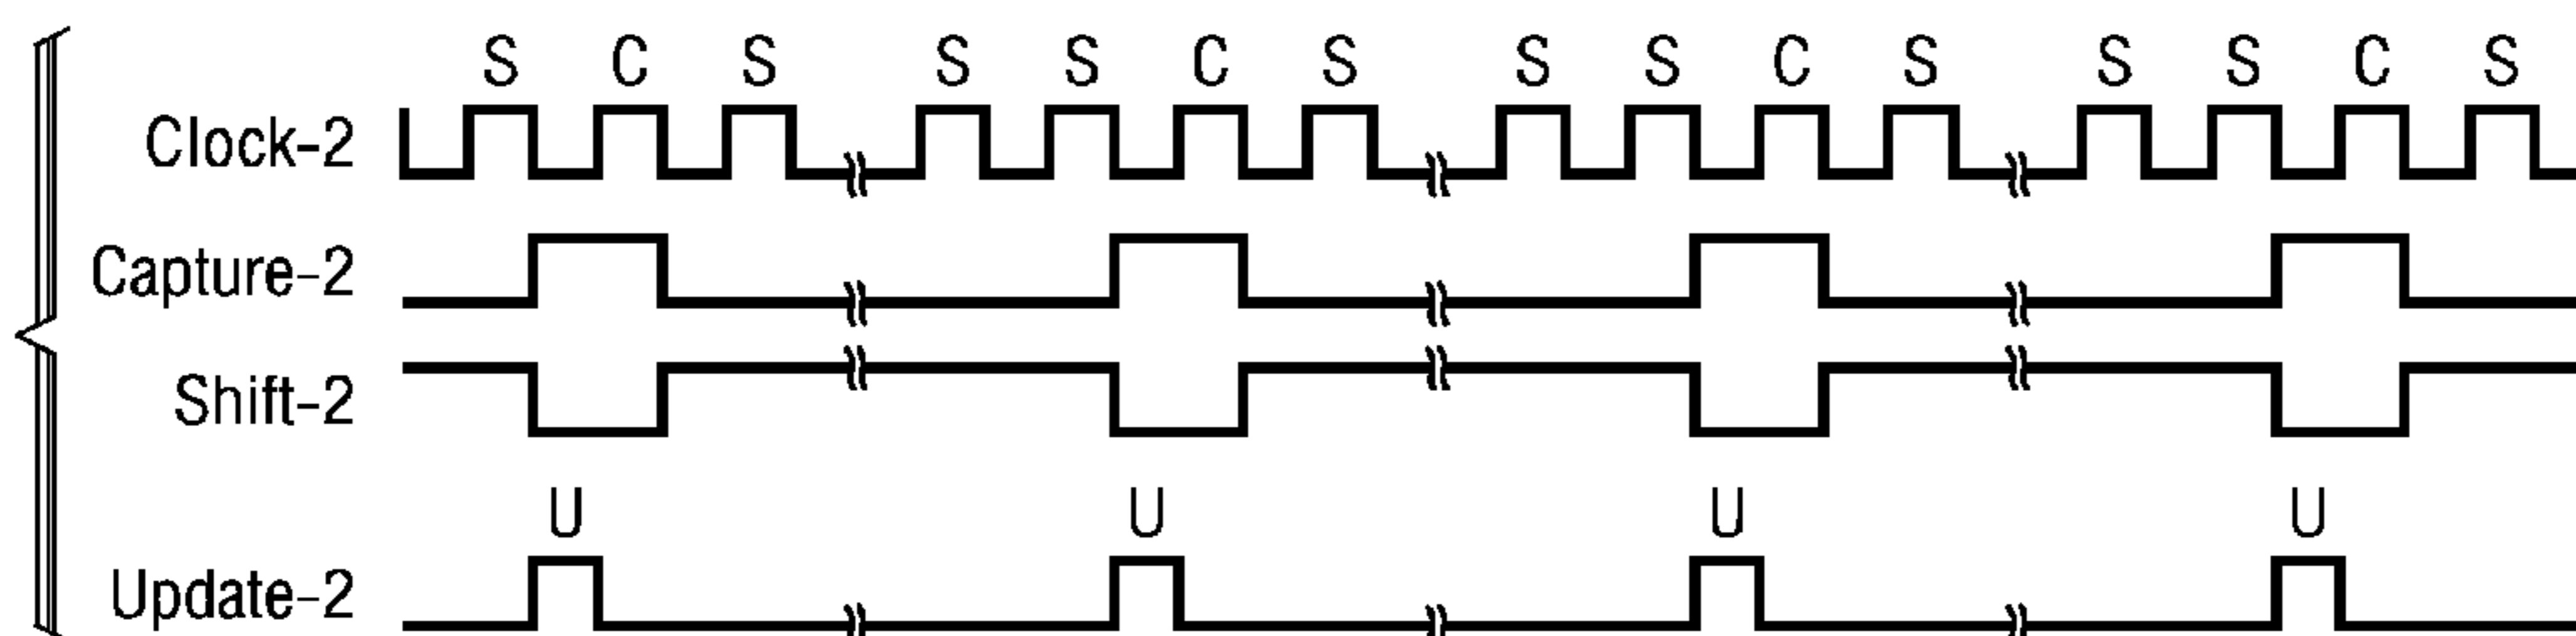 S C S S S C S S S C S S S C S
Clock-2
Capture-2
Shift-2
U U U U
Update-2